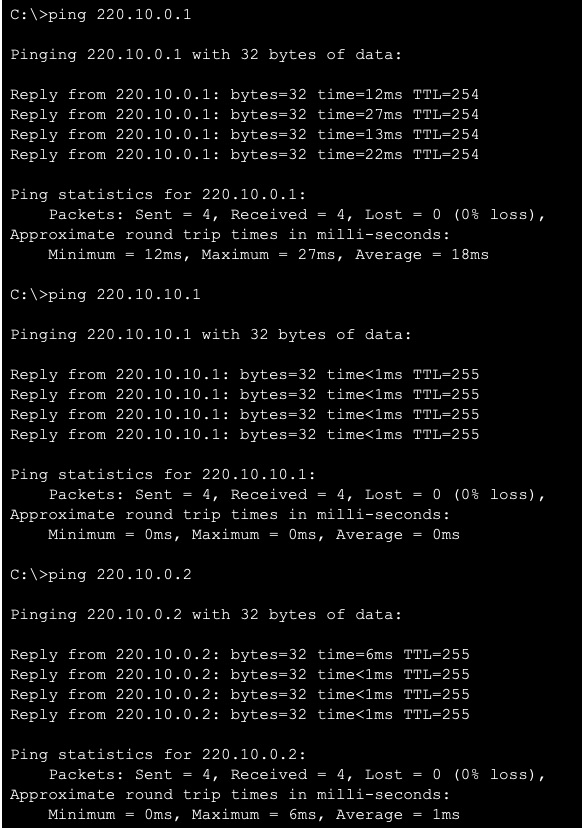 C:\>ping 220.10.0.1
Pinging 220.10.0.1 with 32 bytes of data:
Reply from 220.10.0.1: bytes=32 time=12ms TTL=254
Reply from 220.10.0.1: bytes=32 time=27ms TTL=254
Reply from 220.10.0.1: bytes=32 time=13ms TTL=254
Reply from 220.10.0.1: bytes=32 time=22ms TTL=254
Ping statistics for 220.10.0.1:
    Packets: Sent = 4, Received = 4, Lost = 0 (0% loss),
Approximate round trip times in milli-seconds:
    Minimum = 12ms, Maximum = 27ms, Average = 18ms
C:\>ping 220.10.10.1
Pinging 220.10.10.1 with 32 bytes of data:
Reply from 220.10.10.1: bytes=32 time<1ms TTL=255
Reply from 220.10.10.1: bytes=32 time<1ms TTL=255
Reply from 220.10.10.1: bytes=32 time<1ms TTL=255
Reply from 220.10.10.1: bytes=32 time<1ms TTL=255
Ping statistics for 220.10.10.1:
    Packets: Sent = 4, Received = 4, Lost = 0 (0% loss),
Approximate round trip times in milli-seconds:
    Minimum = 0ms, Maximum = 0ms, Average = 0ms
C:\>ping 220.10.0.2
Pinging 220.10.0.2 with 32 bytes of data:
Reply from 220.10.0.2: bytes=32 time=6ms TTL=255
Reply from 220.10.0.2: bytes=32 time<1ms TTL=255
Reply from 220.10.0.2: bytes=32 time<1ms TTL=255
Reply from 220.10.0.2: bytes=32 time<1ms TTL=255
Ping statistics for 220.10.0.2:
    Packets: Sent = 4, Received = 4, Lost = 0 (0% loss),
Approximate round trip times in milli-seconds:
    Minimum = 0ms, Maximum = 6ms, Average = 1ms